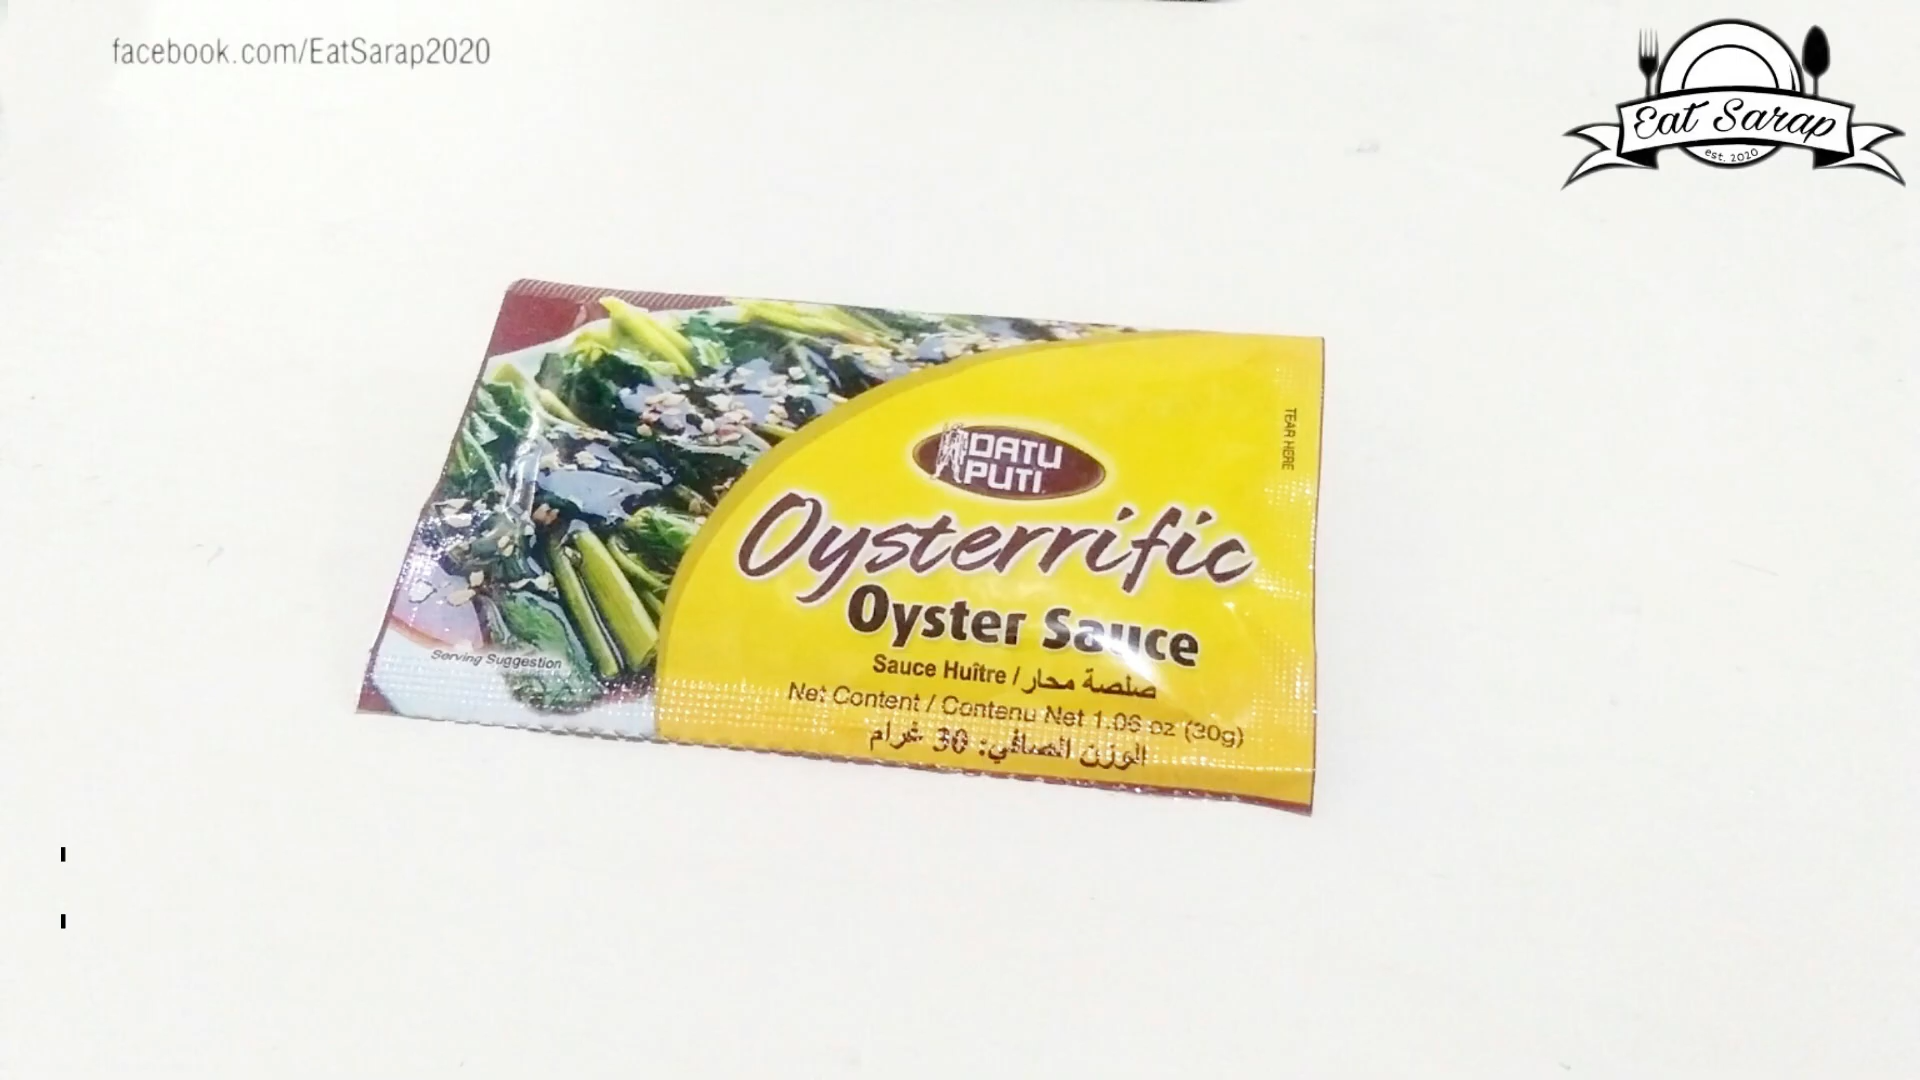 facebook.com/EatSarap2020
Eat Sarap
est. 2020
DATU
PUTI
TEAR HERE
Oysterrific
Oyster Sauce
Sauce Huître / صلصة محار
Serving Suggestion
Net Content / Contenu Net 1.06 oz (30g)
الوزن الصافي: 30 غرام